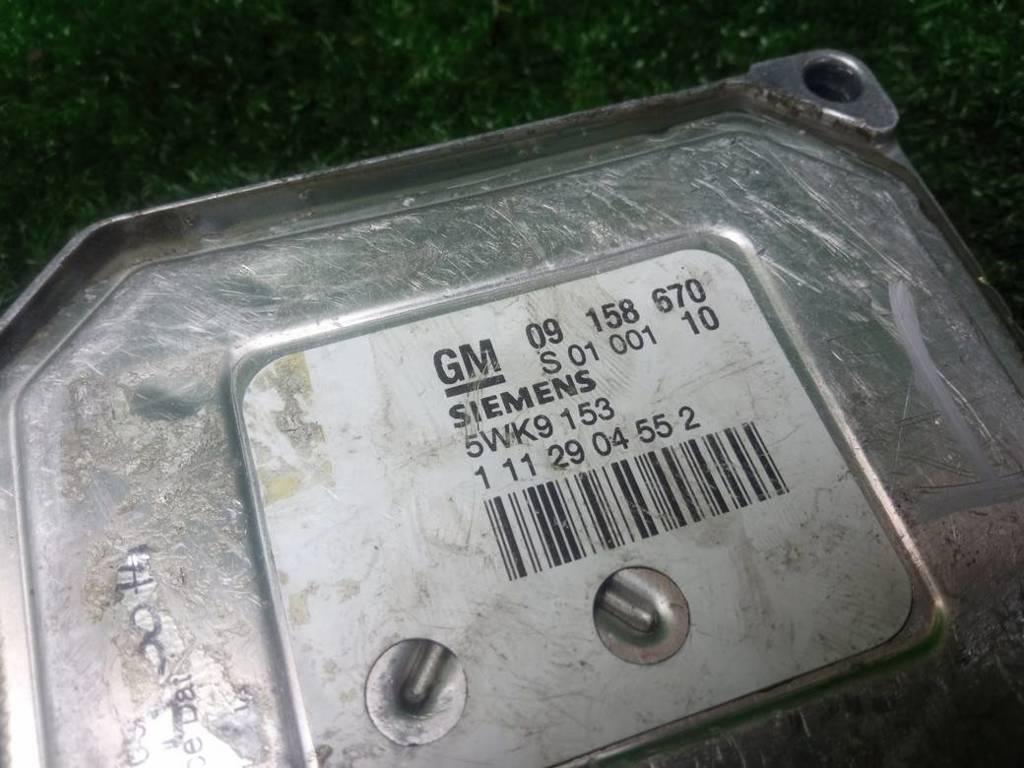 GM 09 158 670
S 01 001 10
SIEMENS
5WK9 153
1 11 29 04 55 2